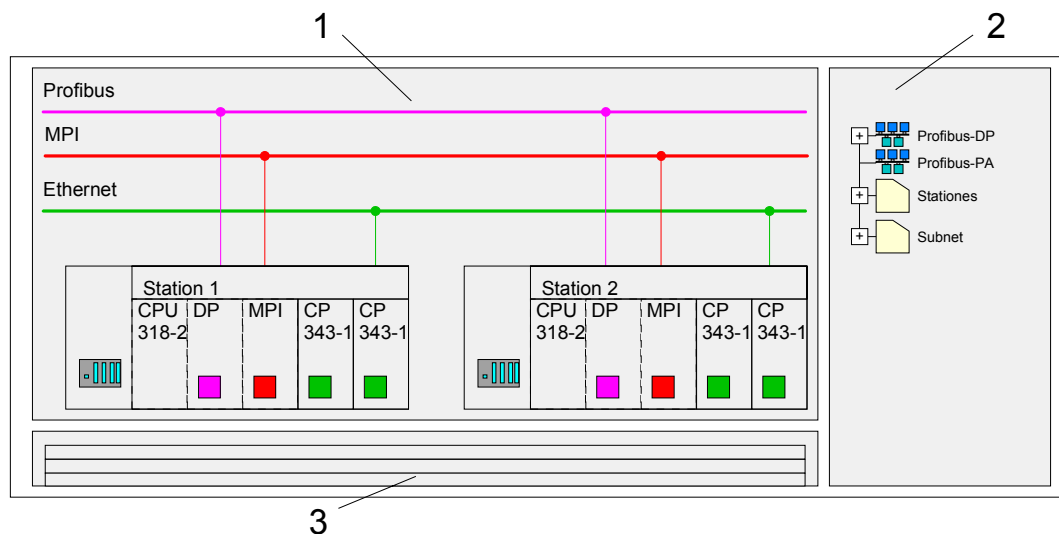 1
2
Profibus
MPI
Ethernet
Station 1
CPU 318-2
DP
MPI
CP 343-1
CP 343-1
Station 2
CPU 318-2
DP
MPI
CP 343-1
CP 343-1
Profibus-DP
Profibus-PA
Stationes
Subnet
3